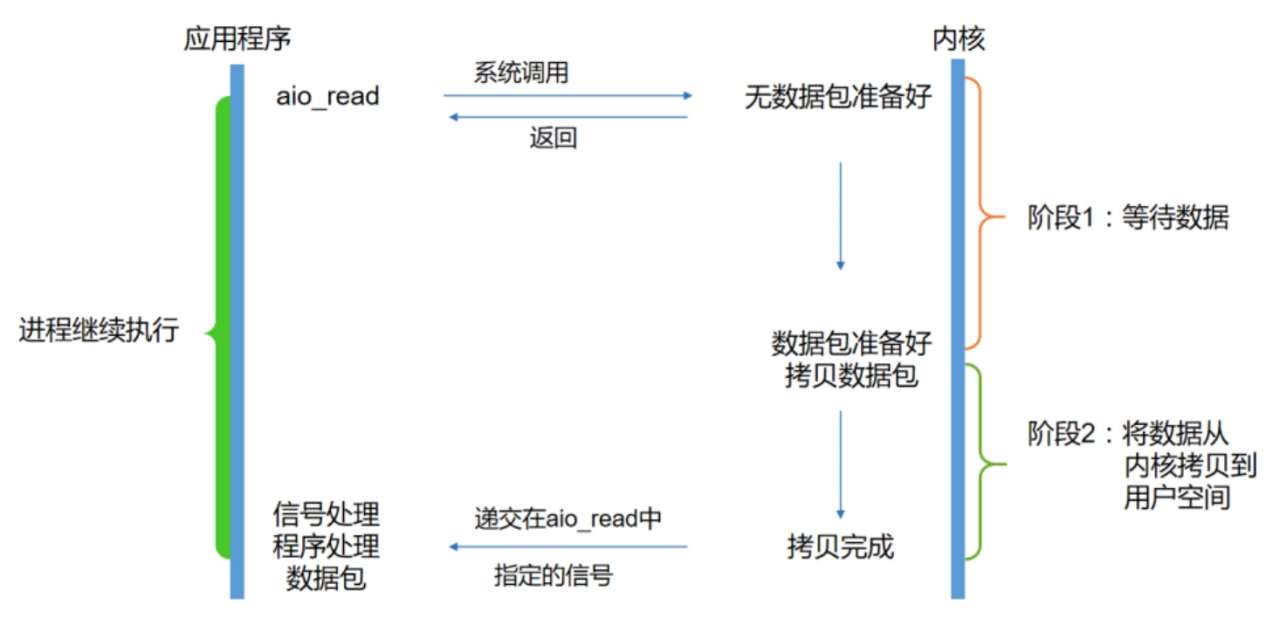 应用程序
内核
aio_read
系统调用
无数据包准备好
返回
阶段1：等待数据
进程继续执行
数据包准备好
拷贝数据包
阶段2：将数据从
内核拷贝到
用户空间
信号处理
程序处理
数据包
递交在aio_read中
指定的信号
拷贝完成